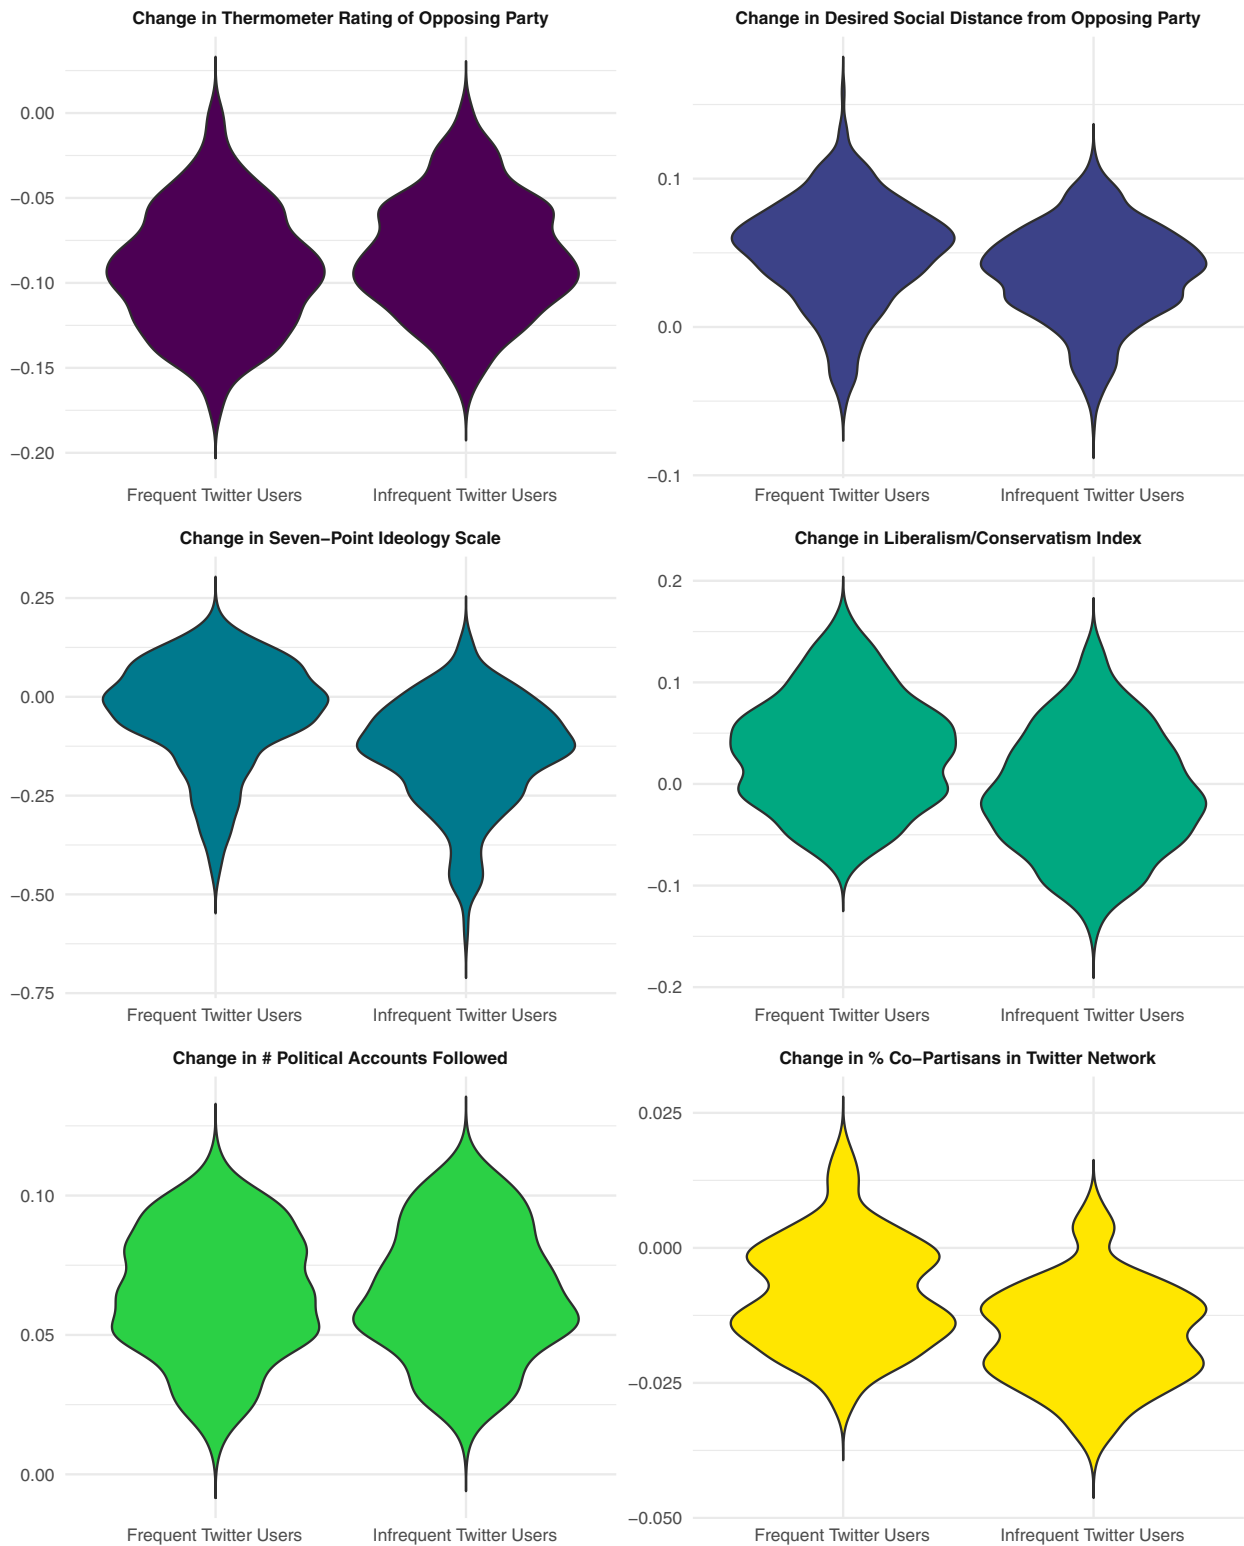 Change in Thermometer Rating of Opposing Party
0.00
−0.05
−0.10
−0.15
−0.20
Frequent Twitter Users Infrequent Twitter Users
Change in Desired Social Distance from Opposing Party
0.1
0.0
−0.1
Frequent Twitter Users Infrequent Twitter Users
Change in Seven−Point Ideology Scale
0.25
0.00
−0.25
−0.50
−0.75
Frequent Twitter Users Infrequent Twitter Users
Change in Liberalism/Conservatism Index
0.2
0.1
0.0
−0.1
−0.2
Frequent Twitter Users Infrequent Twitter Users
Change in # Political Accounts Followed
0.10
0.05
0.00
Frequent Twitter Users Infrequent Twitter Users
Change in % Co−Partisans in Twitter Network
0.025
0.000
−0.025
−0.050
Frequent Twitter Users Infrequent Twitter Users